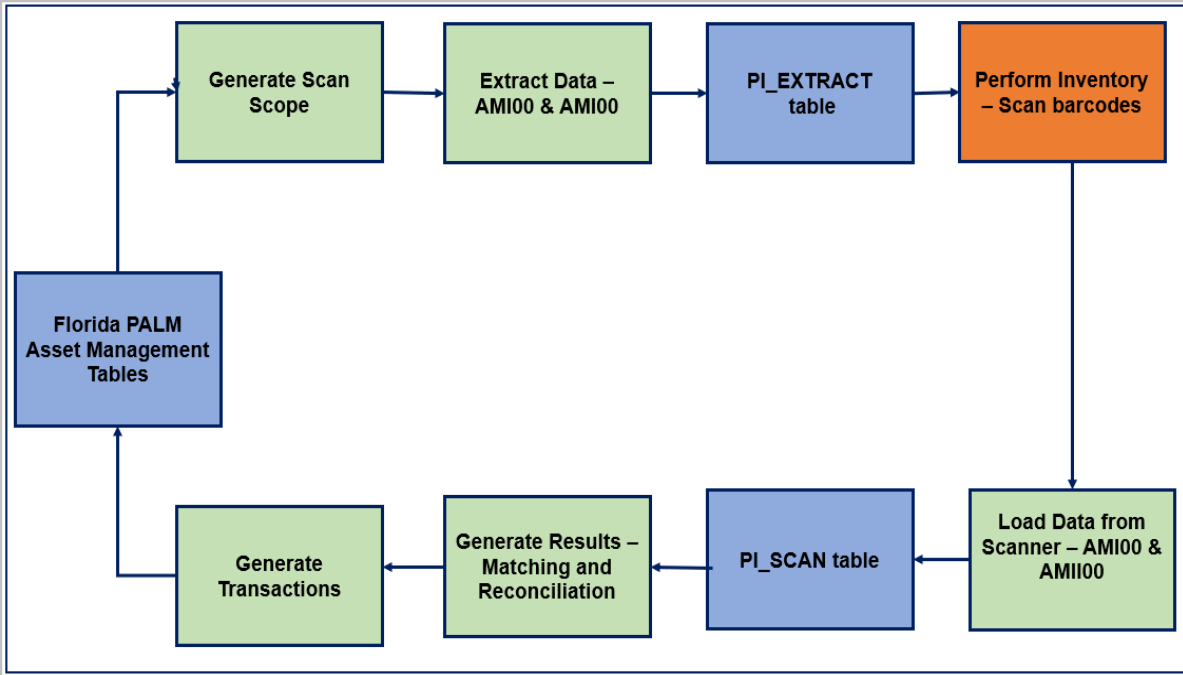 Generate Scan
Scope
Extract Data –
AMI00 & AMI00
PI_EXTRACT
table
Perform Inventory
– Scan barcodes
Florida PALM
Asset Management
Tables
Generate
Transactions
Generate Results –
Matching and
Reconciliation
PI_SCAN table
Load Data from
Scanner – AMI00 &
AMII00